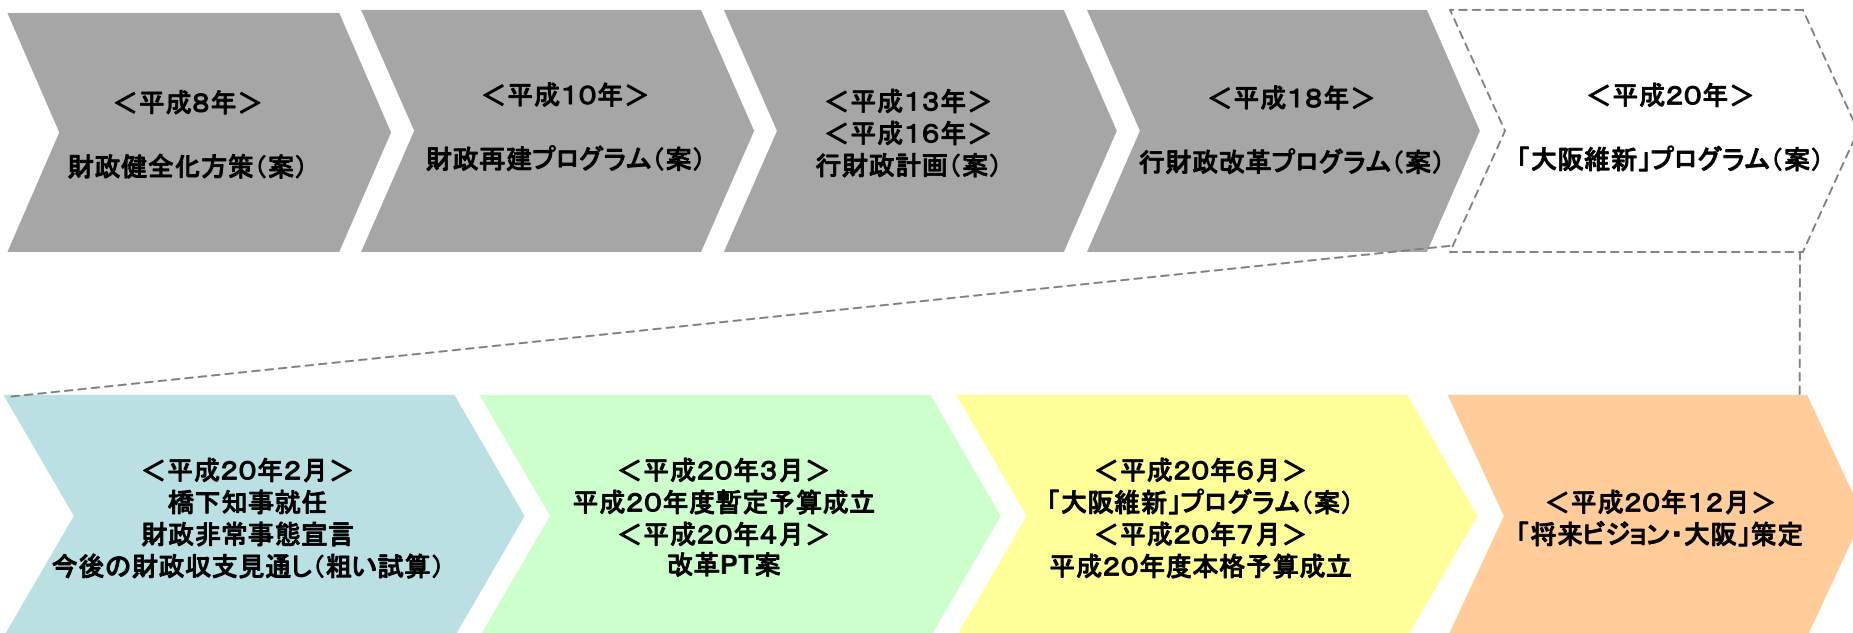 ＜平成８年＞
財政健全化方策（案）
＜平成１０年＞
財政再建プログラム（案）
＜平成１３年＞
＜平成１６年＞
行財政計画（案）
＜平成１８年＞
行財政改革プログラム（案）
＜平成２０年＞
「大阪維新」プログラム（案）
＜平成２０年２月＞
橋下知事就任
財政非常事態宣言
今後の財政収支見通し（粗い試算）
＜平成２０年３月＞
平成２０年度暫定予算成立
＜平成２０年４月＞
改革PT案
＜平成２０年６月＞
「大阪維新」プログラム（案）
＜平成２０年７月＞
平成２０年度本格予算成立
＜平成２０年１２月＞
「将来ビジョン・大阪」策定